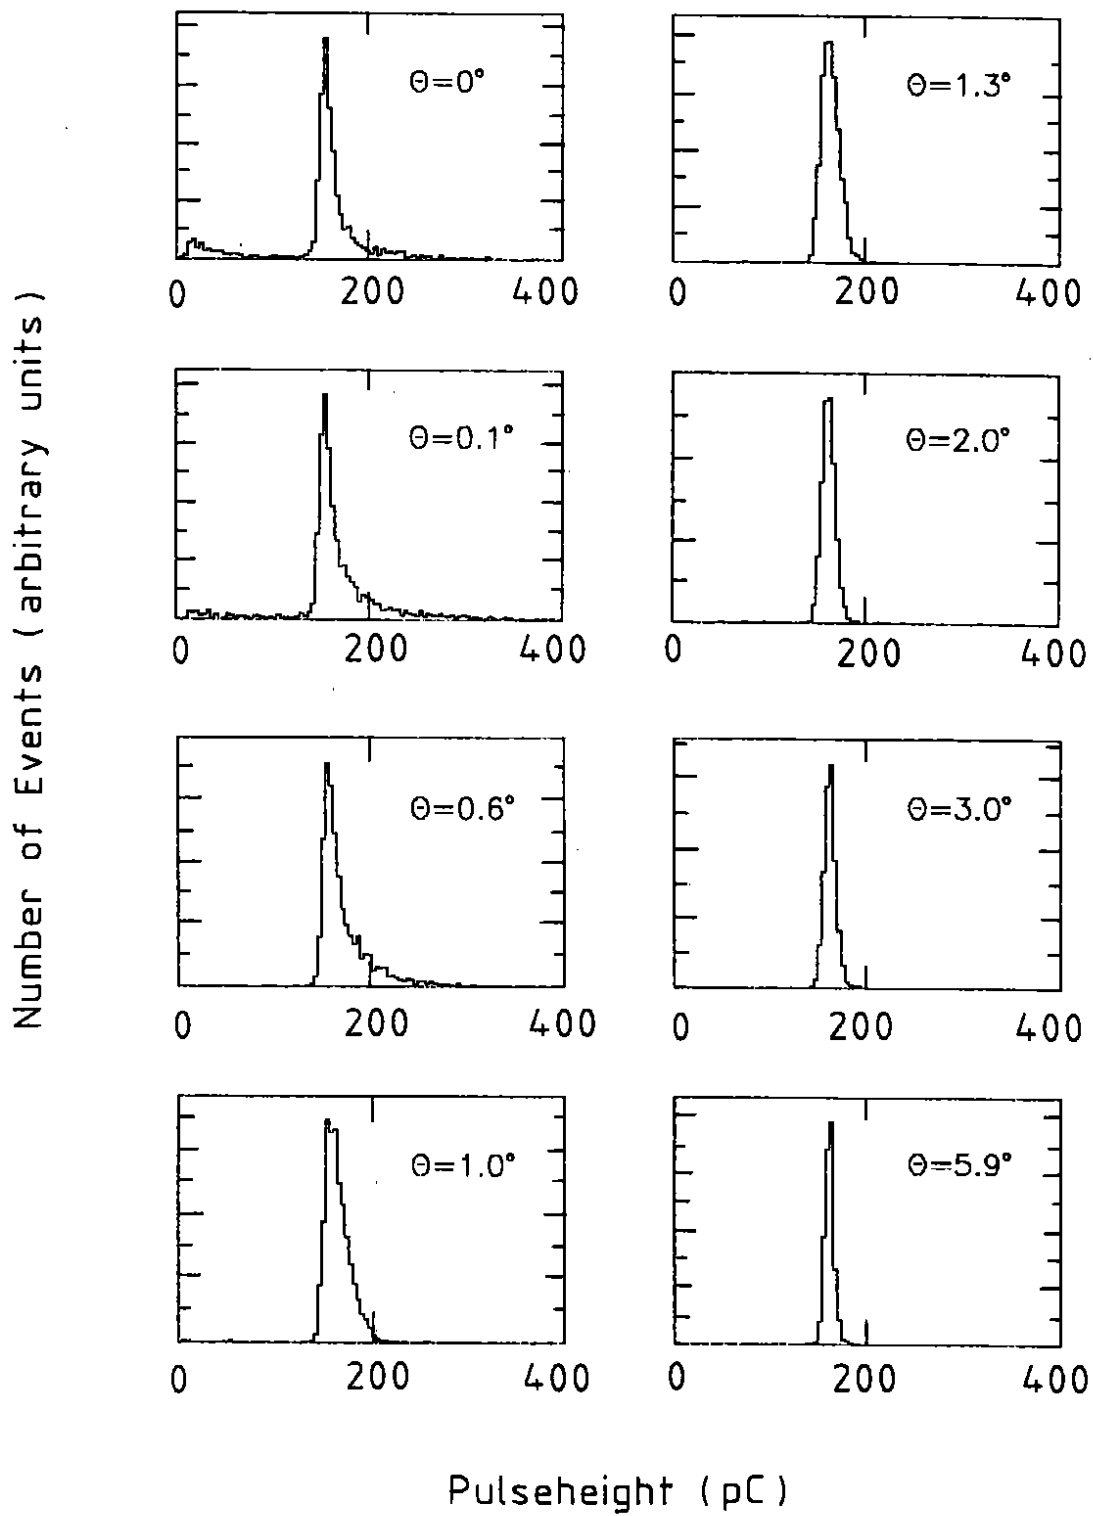 Number of Events (arbitrary units)
Θ=0°
0 200 400
Θ=1.3°
0 200 400
Θ=0.1°
0 200 400
Θ=2.0°
0 200 400
Θ=0.6°
0 200 400
Θ=3.0°
0 200 400
Θ=1.0°
0 200 400
Θ=5.9°
0 200 400
Pulseheight (pC)